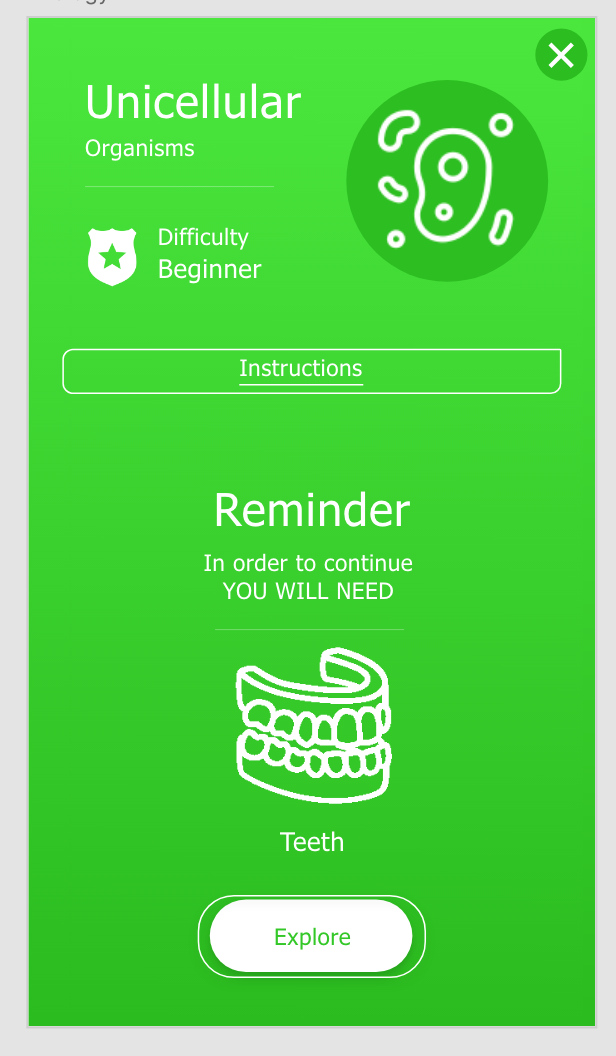 Unicellular
Organisms
Difficulty
Beginner
Instructions
Reminder
In order to continue
YOU WILL NEED
Teeth
Explore